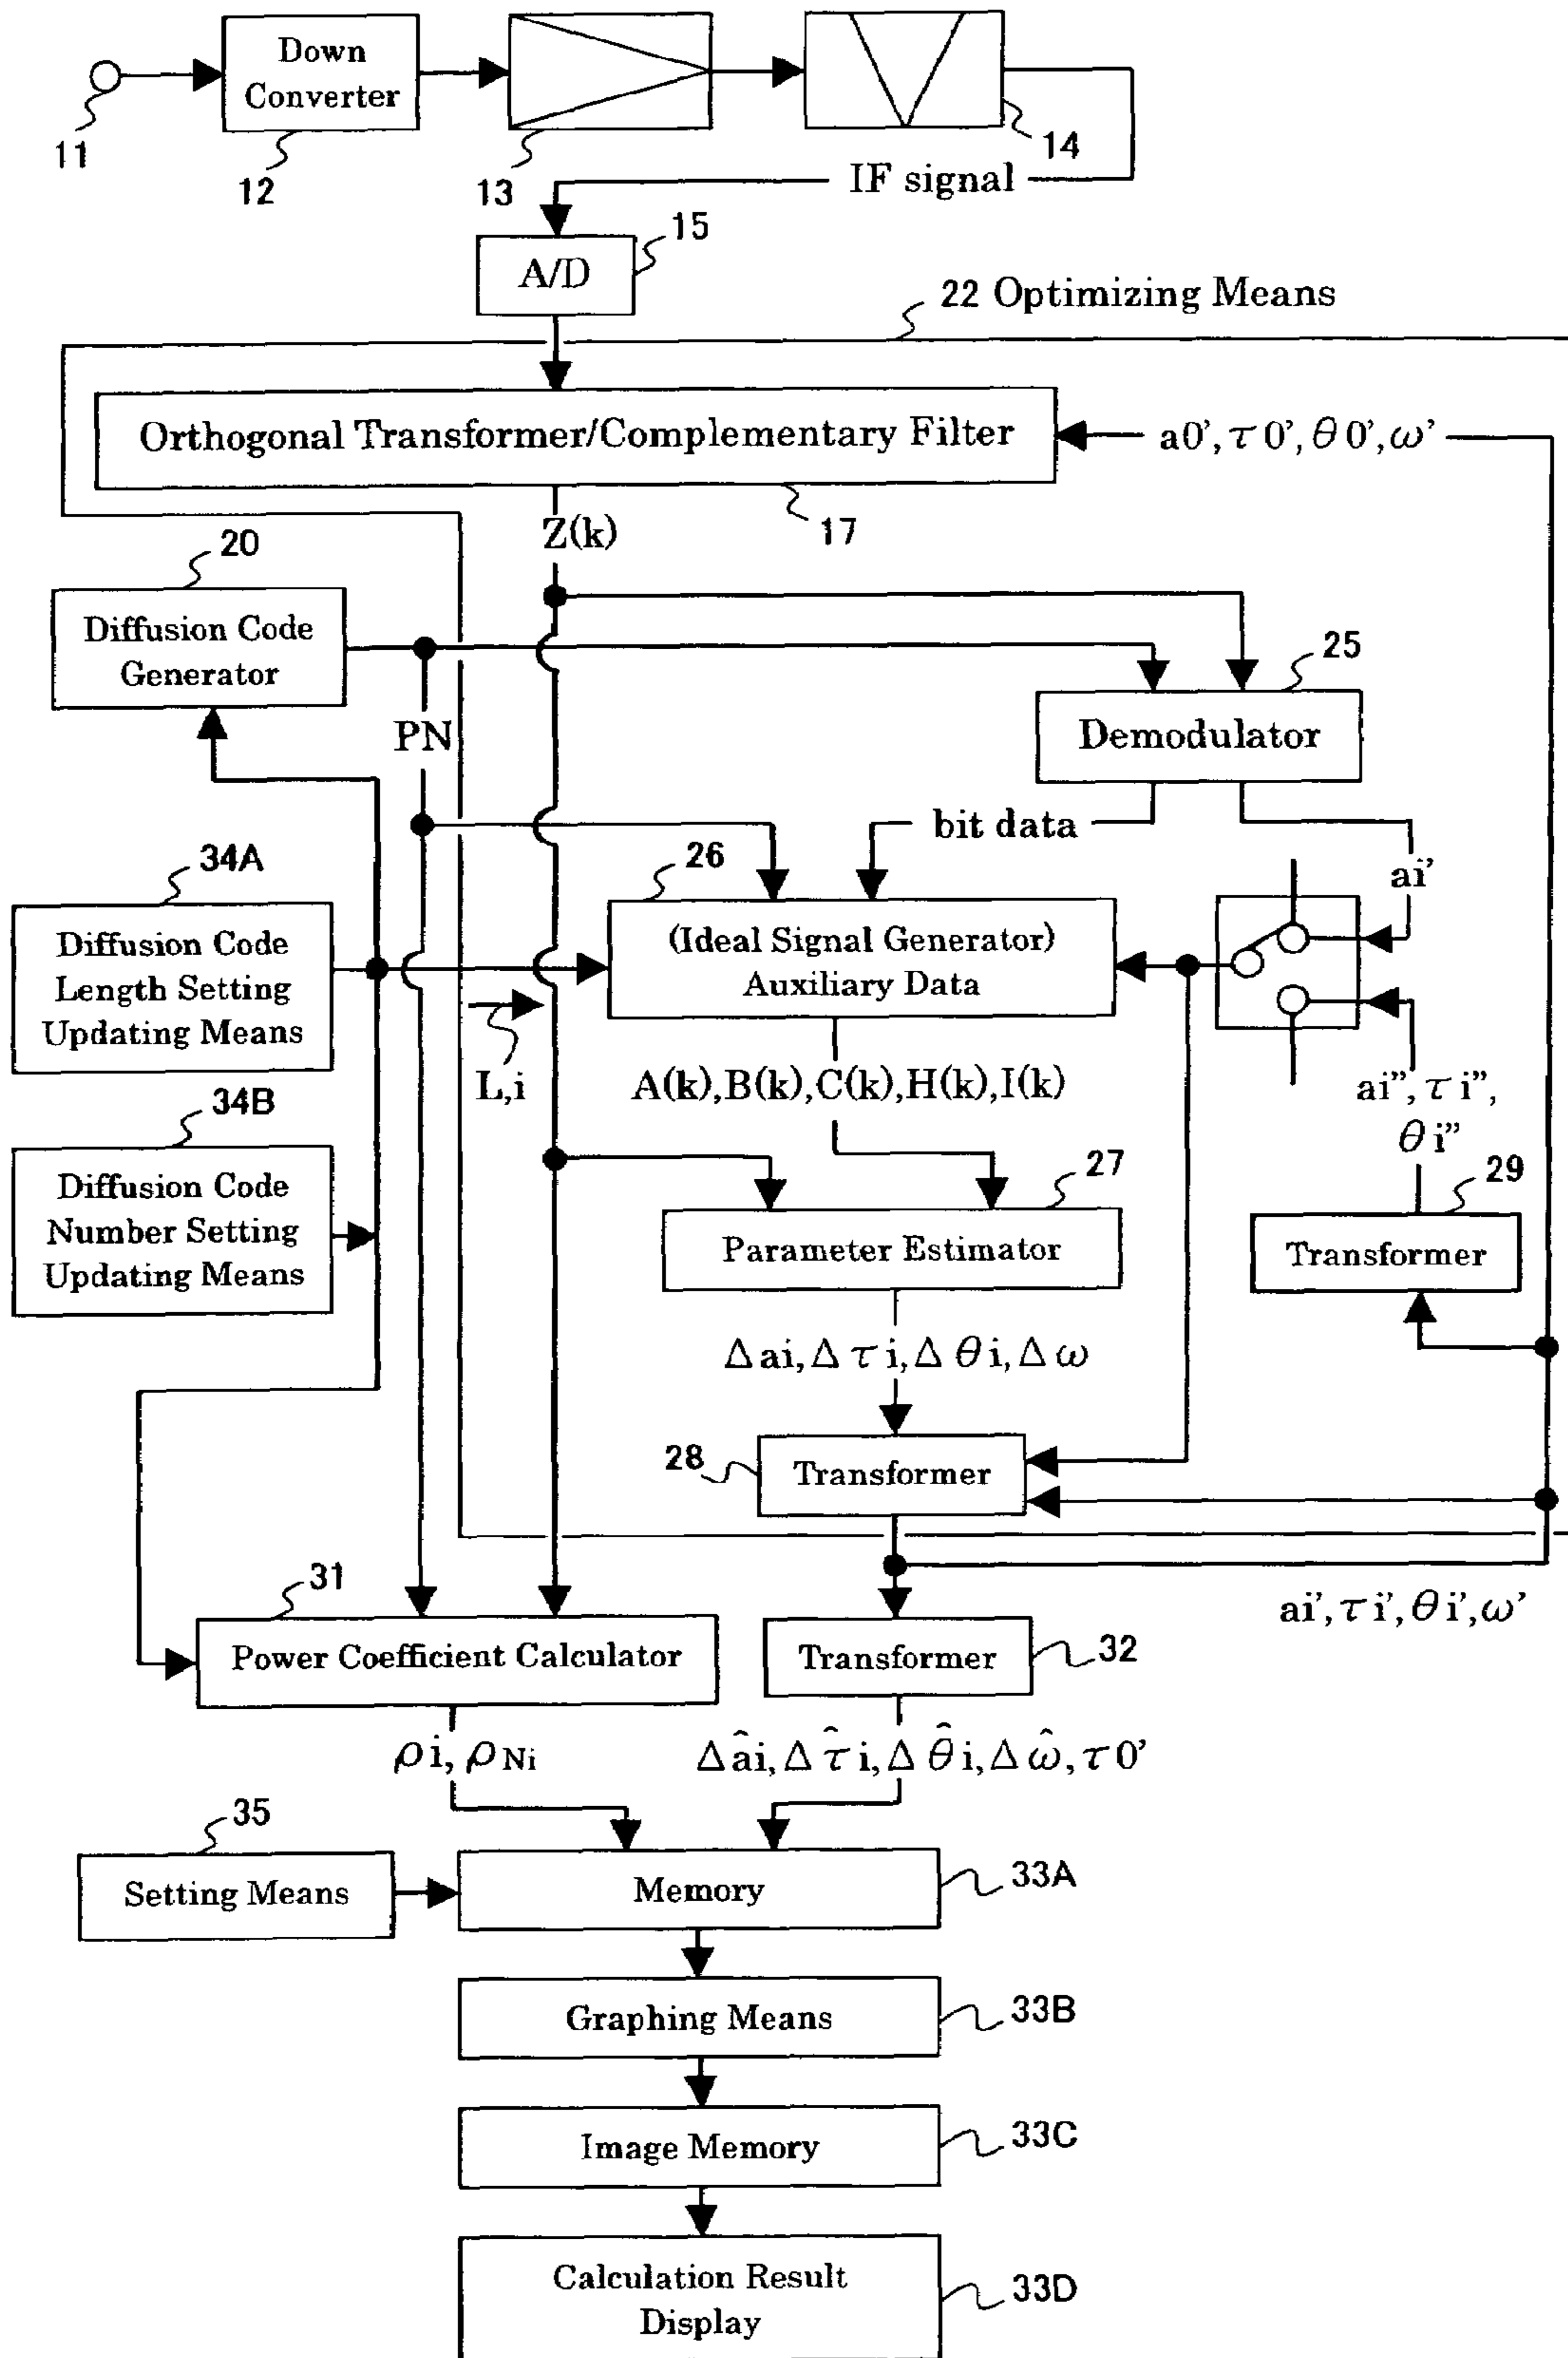 Down
Converter
11
12
13
14
IF signal
15
A/D
22 Optimizing Means
Orthogonal Transformer/Complementary Filter
a0', τ0', θ0', ω'
17
Z(k)
20
Diffusion Code
Generator
PN
25
Demodulator
bit data
ai'
34A
Diffusion Code
Length Setting
Updating Means
26
(Ideal Signal Generator)
Auxiliary Data
L,i
A(k),B(k),C(k),H(k),I(k)
ai'', τi'',
θi''
34B
Diffusion Code
Number Setting
Updating Means
27
Parameter Estimator
29
Transformer
Δai, Δτi, Δθi, Δω
28
Transformer
31
Power Coefficient Calculator
Transformer
32
ai', τi', θi', ω'
ρi, ρNi
Δâi, Δτ̂i, Δθ̂i, Δω̂, τ0'
35
Setting Means
Memory
33A
Graphing Means
33B
Image Memory
33C
Calculation Result
Display
33D